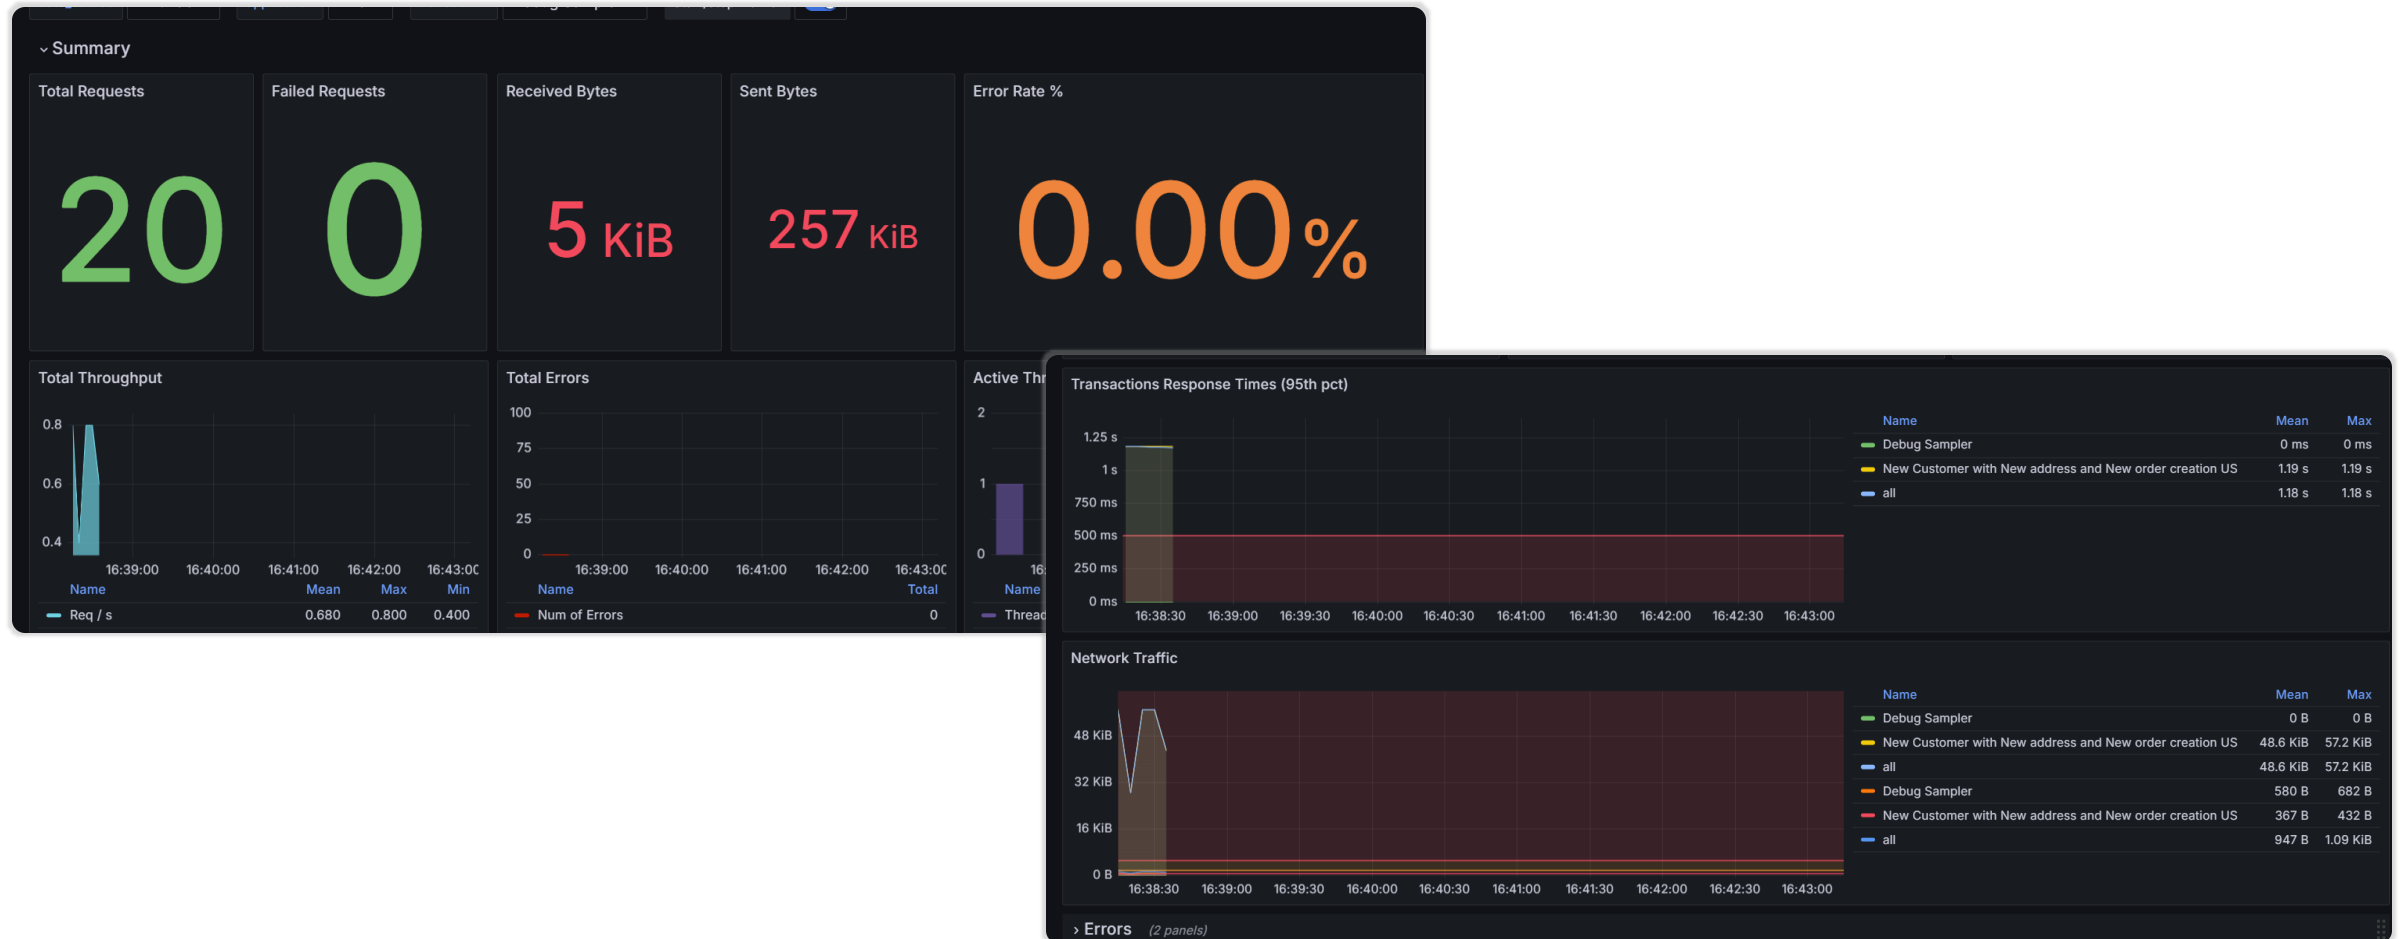 Summary
Total Requests
20
Failed Requests
0
Received Bytes
5 KiB
Sent Bytes
257 KiB
Error Rate %
0.00%
Total Throughput
0.8
0.6
0.4
16:39:00 16:40:00 16:41:00 16:42:00 16:43:00
Name Mean Max Min
Req / s 0.680 0.800 0.400
Total Errors
100
75
50
25
0
16:39:00 16:40:00 16:41:00 16:42:00 16:43:00
Name Total
Num of Errors 0
Active Thr
2
1
0
16:
Name
Thread
Transactions Response Times (95th pct)
1.25 s
1 s
750 ms
500 ms
250 ms
0 ms
16:38:30 16:39:00 16:39:30 16:40:00 16:40:30 16:41:00 16:41:30 16:42:00 16:42:30 16:43:00
Name Mean Max
Debug Sampler 0 ms 0 ms
New Customer with New address and New order creation US 1.19 s 1.19 s
all 1.18 s 1.18 s
Network Traffic
48 KiB
32 KiB
16 KiB
0 B
16:38:30 16:39:00 16:39:30 16:40:00 16:40:30 16:41:00 16:41:30 16:42:00 16:42:30 16:43:00
Name Mean Max
Debug Sampler 0 B 0 B
New Customer with New address and New order creation US 48.6 KiB 57.2 KiB
all 48.6 KiB 57.2 KiB
Debug Sampler 580 B 682 B
New Customer with New address and New order creation US 367 B 432 B
all 947 B 1.09 KiB
Errors (2 panels)